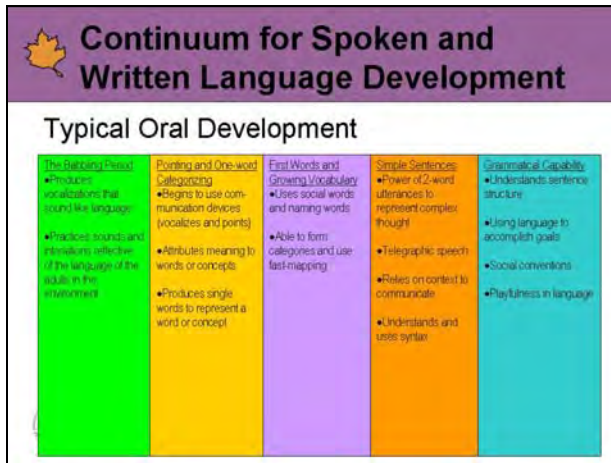 Continuum for Spoken and
Written Language Development
Typical Oral Development
The Babbling Period
●Produces
vocalizations that
sound like language
●Practices sounds and
intonations reflective
of the language of the
adults in the
environment
Pointing and One-word
Categorizing
●Begins to use com-
munication devices
(vocalizes and points)
●Attributes meaning to
words or concepts
●Produces single
words to represent a
word or concept
First Words and
Growing Vocabulary
●Uses social words
and naming words
●Able to form
categories and use
fast-mapping
Simple Sentences
●Power of 2-word
utterances to
represent complex
thought
●Telegraphic speech
●Relies on context to
communicate
●Understands and
uses syntax
Grammatical Capability
●Understands sentence
structure
●Using language to
accomplish goals
●Social conventions
●Playfulness in language